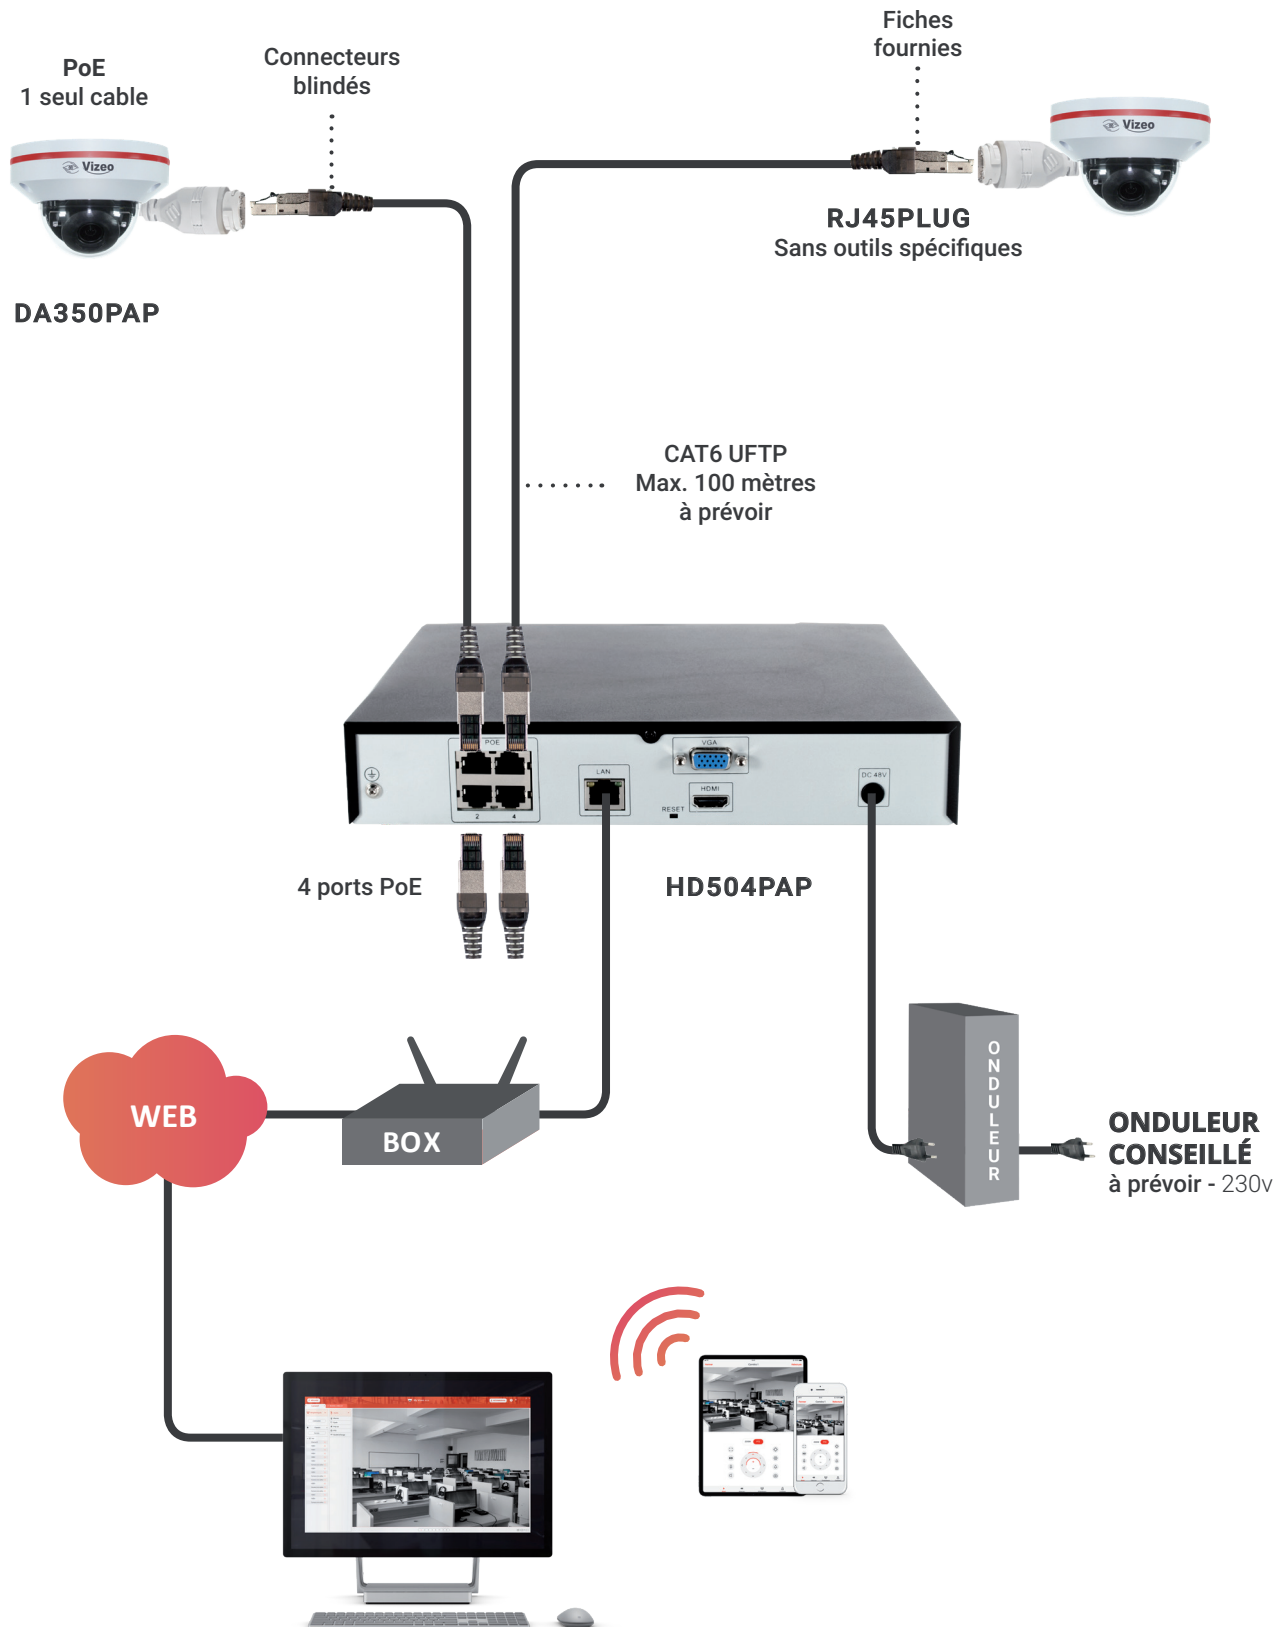 Fiches
fournies
Connecteurs
blindés
PoE
1 seul cable
Vizeo
Vizeo
RJ45PLUG
Sans outils spécifiques
DA350PAP
CAT6 UFTP
Max. 100 mètres
à prévoir
POE
VGA
LAN
HDMI
RESET
DC 48V
2 4
4 ports PoE
HD504PAP
WEB
BOX
ONDULEUR
ONDULEUR
CONSEILLÉ
à prévoir - 230v